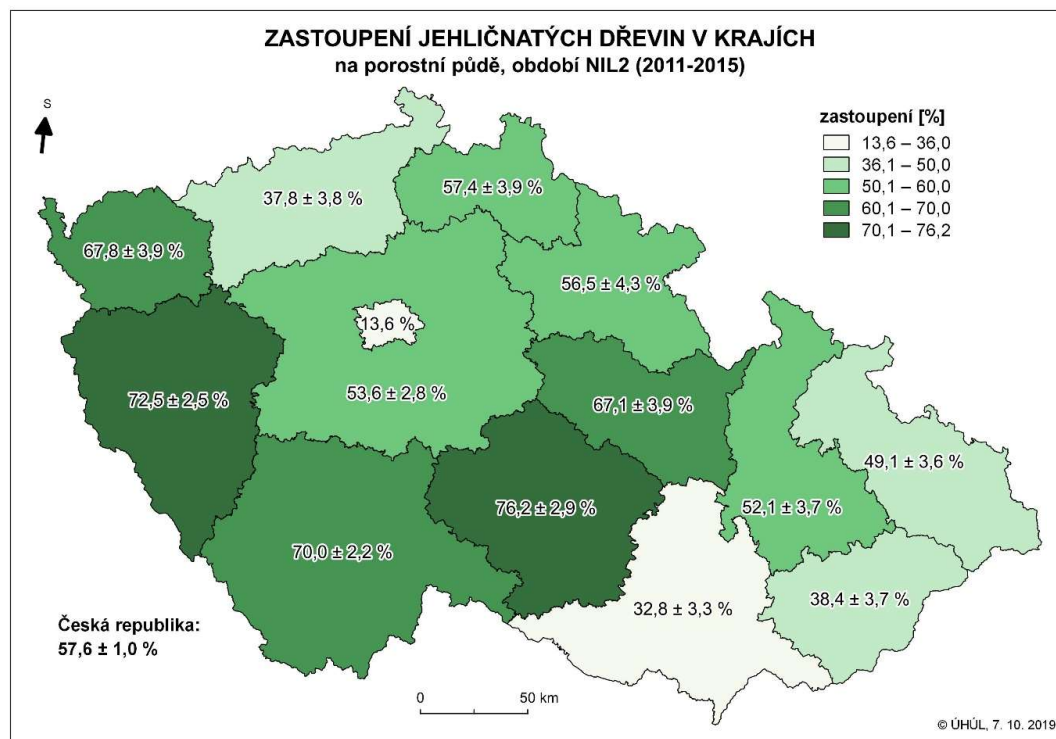 ZASTOUPENÍ JEHLIČNATÝCH DŘEVIN V KRAJÍCH
na porostní půdě, období NIL2 (2011-2015)
S
zastoupení [%]
13,6 – 36,0
36,1 – 50,0
50,1 – 60,0
60,1 – 70,0
70,1 – 76,2
57,4 ± 3,9 %
37,8 ± 3,8 %
67,8 ± 3,9 %
56,5 ± 4,3 %
13,6 %
53,6 ± 2,8 %
72,5 ± 2,5 %
67,1 ± 3,9 %
49,1 ± 3,6 %
76,2 ± 2,9 %
52,1 ± 3,7 %
70,0 ± 2,2 %
38,4 ± 3,7 %
32,8 ± 3,3 %
Česká republika:
57,6 ± 1,0 %
0 50 km
© ÚHÚL, 7. 10. 2019